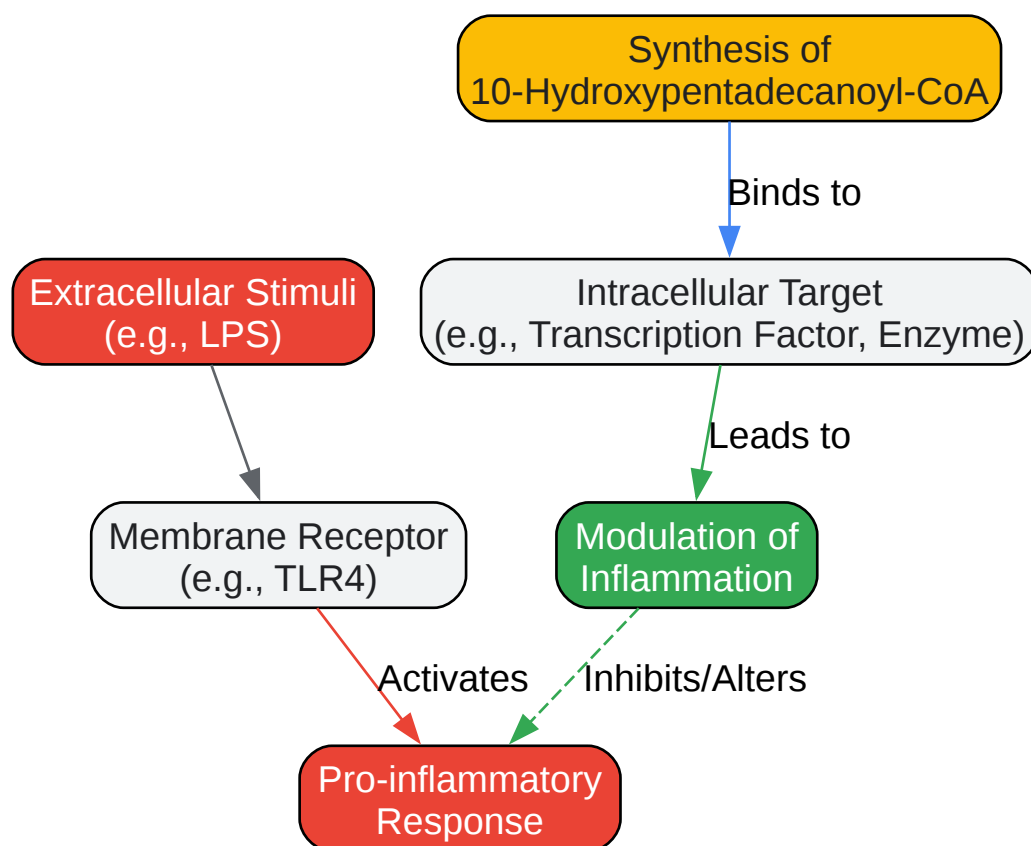 Synthesis of
10-Hydroxypentadecanoyl-CoA
Binds to
Extracellular Stimuli
(e.g., LPS)
Intracellular Target
(e.g., Transcription Factor, Enzyme)
Leads to
Membrane Receptor
(e.g., TLR4)
Modulation of
Inflammation
Activates
Inhibits/Alters
Pro-inflammatory
Response